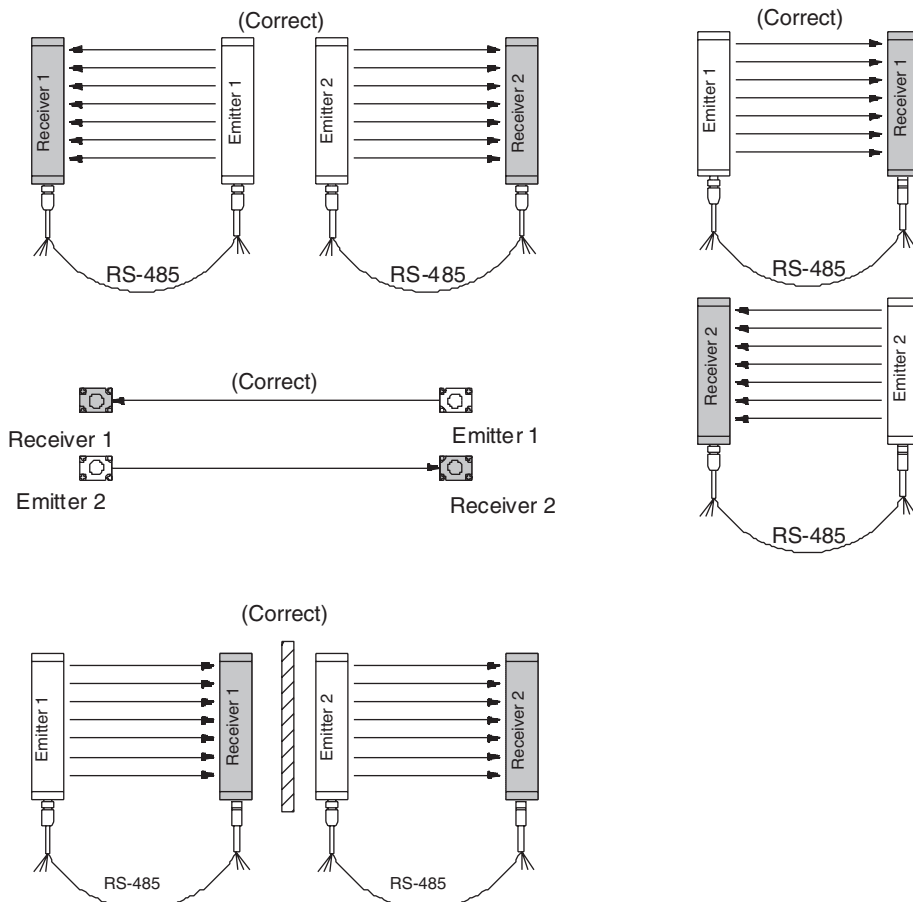 (Correct)
Receiver 1
Emitter 1
Emitter 2
Receiver 2
RS-485
RS-485
(Correct)
Emitter 1
Receiver 1
RS-485
Receiver 2
Emitter 2
RS-485
(Correct)
Receiver 1
Emitter 1
Emitter 2
Receiver 2
(Correct)
Emitter 1
Receiver 1
Emitter 2
Receiver 2
RS-485
RS-485